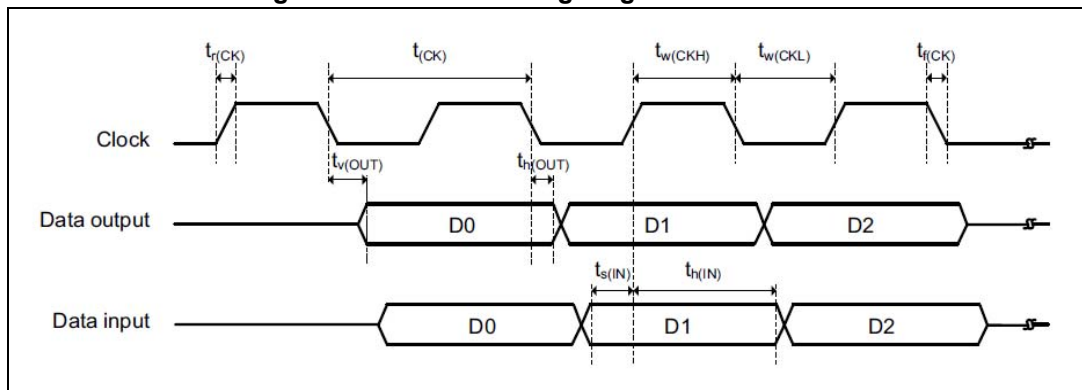 tr(CK) t(CK) tw(CKH) tw(CKL) tf(CK)
Clock
tv(OUT) th(OUT)
Data output D0 D1 D2
ts(IN) th(IN)
Data input D0 D1 D2